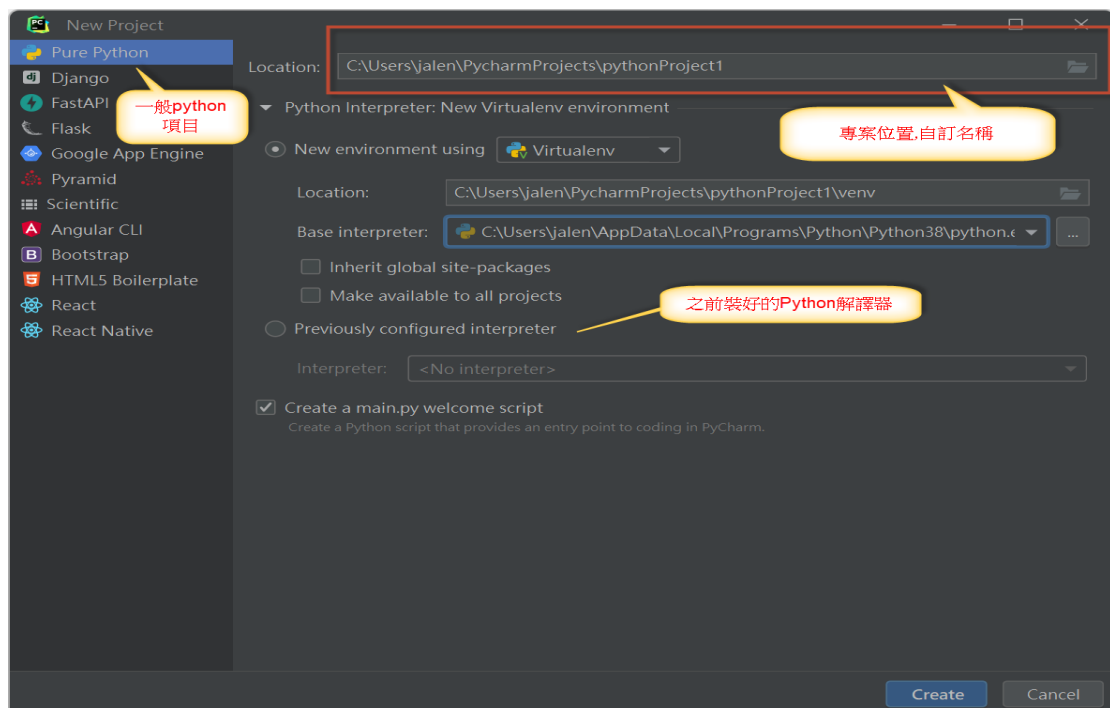 New Project
Pure Python
Django
FastAPI
Flask
Google App Engine
Pyramid
Scientific
Angular CLI
Bootstrap
HTML5 Boilerplate
React
React Native
一般python
項目
Location: C:\Users\jalen\PycharmProjects\pythonProject1
專案位置,自訂名稱
Python Interpreter: New Virtualenv environment
New environment using Virtualenv
Location: C:\Users\jalen\PycharmProjects\pythonProject1\venv
Base interpreter: C:\Users\jalen\AppData\Local\Programs\Python\Python38\python.e ...
Inherit global site-packages
Make available to all projects
之前裝好的Python解譯器
Previously configured interpreter
Interpreter: <No interpreter>
Create a main.py welcome script
Create a Python script that provides an entry point to coding in PyCharm.
Create Cancel